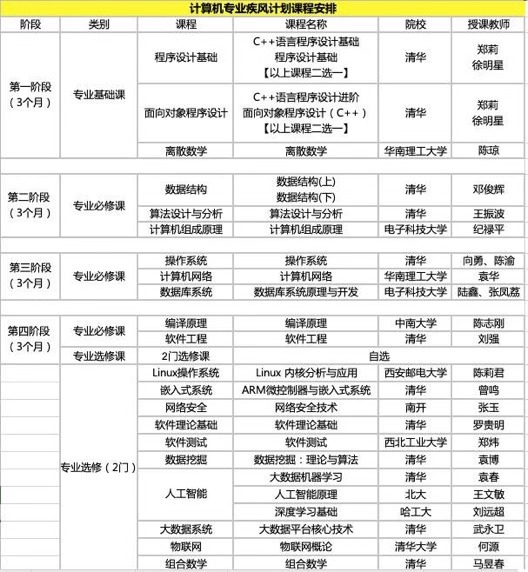 计算机专业疾风计划课程安排
阶段 类别 课程 课程名称 院校 授课教师
第一阶段
（3个月）
专业基础课
程序设计基础
C++语言程序设计基础
程序设计基础
【以上课程二选一】
清华
郑莉
徐明星
面向对象程序设计
C++语言程序设计进阶
面向对象程序设计（C++）
【以上课程二选一】
清华
郑莉
徐明星
离散数学 离散数学 华南理工大学 陈琼
第二阶段
（3个月）
专业必修课
数据结构
数据结构(上)
数据结构(下)
清华
邓俊辉
算法设计与分析 算法设计与分析 清华 王振波
计算机组成原理 计算机组成原理 电子科技大学 纪禄平
第三阶段
（3个月）
专业必修课
操作系统 操作系统 清华 向勇、陈渝
计算机网络 计算机网络 华南理工大学 袁华
数据库系统 数据库系统原理与开发 电子科技大学 陆鑫、张凤荔
第四阶段
（3个月）
专业必修课
编译原理 编译原理 中南大学 陈志刚
软件工程 软件工程 清华 刘强
专业选修课 2门选修课 自选
专业选修（2门）
Linux操作系统 Linux 内核分析与应用 西安邮电大学 陈莉君
嵌入式系统 ARM微控制器与嵌入式系统 清华 曾鸣
网络安全 网络安全技术 南开 张玉
软件理论基础 软件理论基础 清华 罗贵明
软件测试 软件测试 西北工业大学 郑炜
数据挖掘 数据挖掘：理论与算法 清华 袁博
人工智能
大数据机器学习 清华 袁春
人工智能原理 北大 王文敏
深度学习基础 哈工大 刘远超
大数据系统 大数据平台核心技术 清华 武永卫
物联网 物联网概论 清华大学 何源
组合数学 组合数学 清华 马昱春